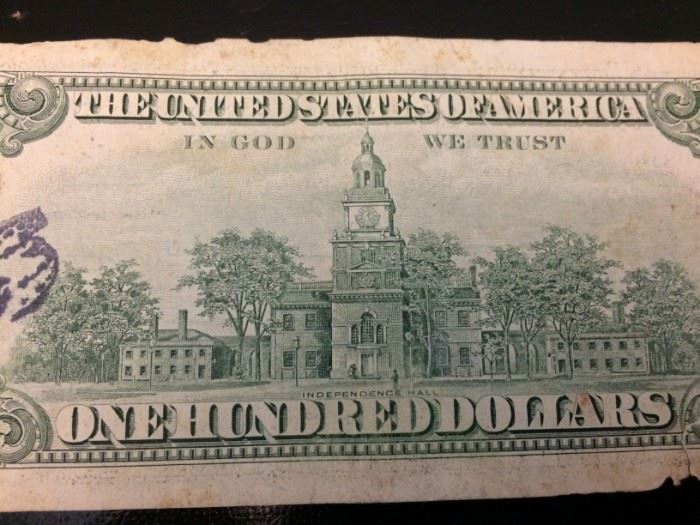 THE UNITED STATES OF AMERICA
IN GOD WE TRUST
INDEPENDENCE HALL
ONE HUNDRED DOLLARS